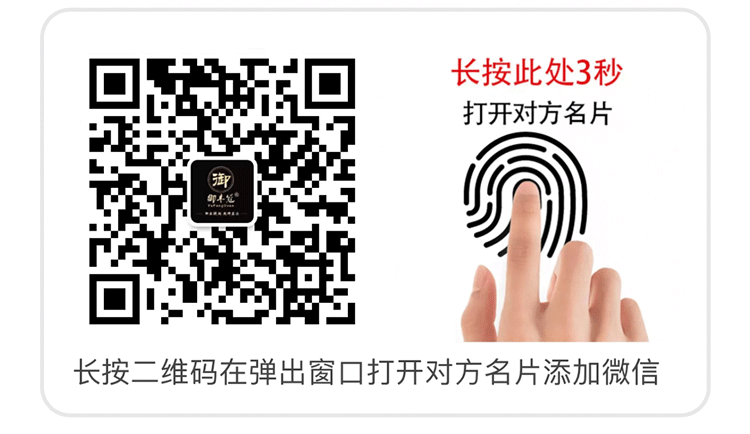 长按此处3秒
打开对方名片
御
长按二维码在弹出窗口打开对方名片添加微信